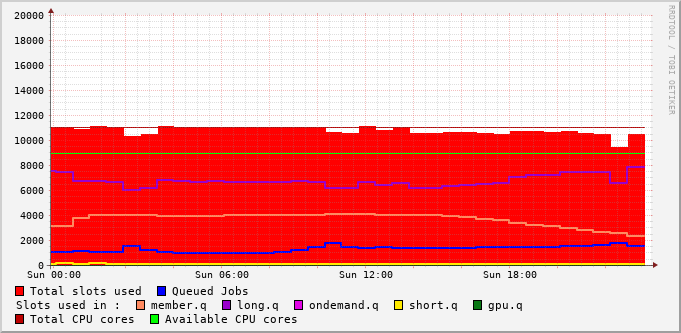 RRDTOOL / TOBI OETIKER
20000
18000
16000
14000
12000
10000
8000
6000
4000
2000
0
Sun 00:00 Sun 06:00 Sun 12:00 Sun 18:00
Total slots used Queued Jobs
Slots used in : member.q long.q ondemand.q short.q gpu.q
Total CPU cores Available CPU cores